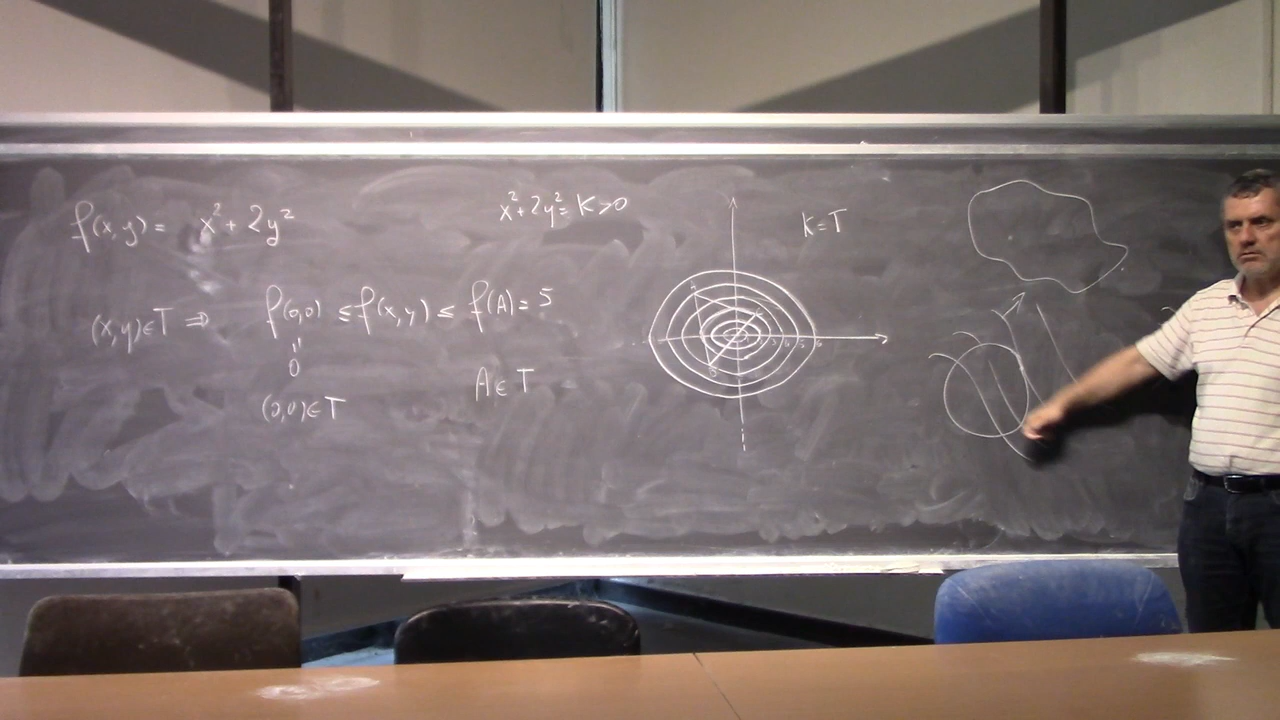 f(x,y) = x² + 2y²
x² + 2y² = K > 0
K = T
(x,y) ∈ T ⇒ f(0,0) ≤ f(x,y) ≤ f(A) = 5
"
0
A ∈ T
(0,0) ∈ T